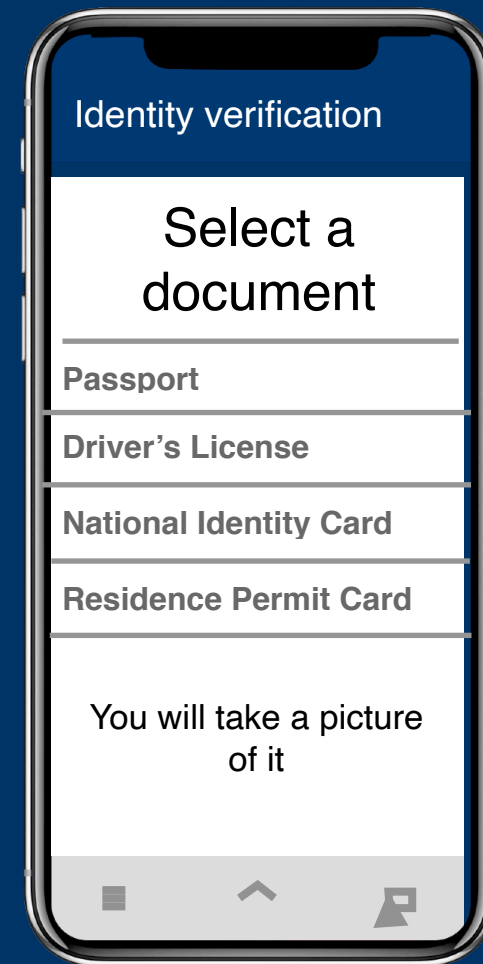 Identity verification
Select a
document
Passport
Driver’s License
National Identity Card
Residence Permit Card
You will take a picture
of it